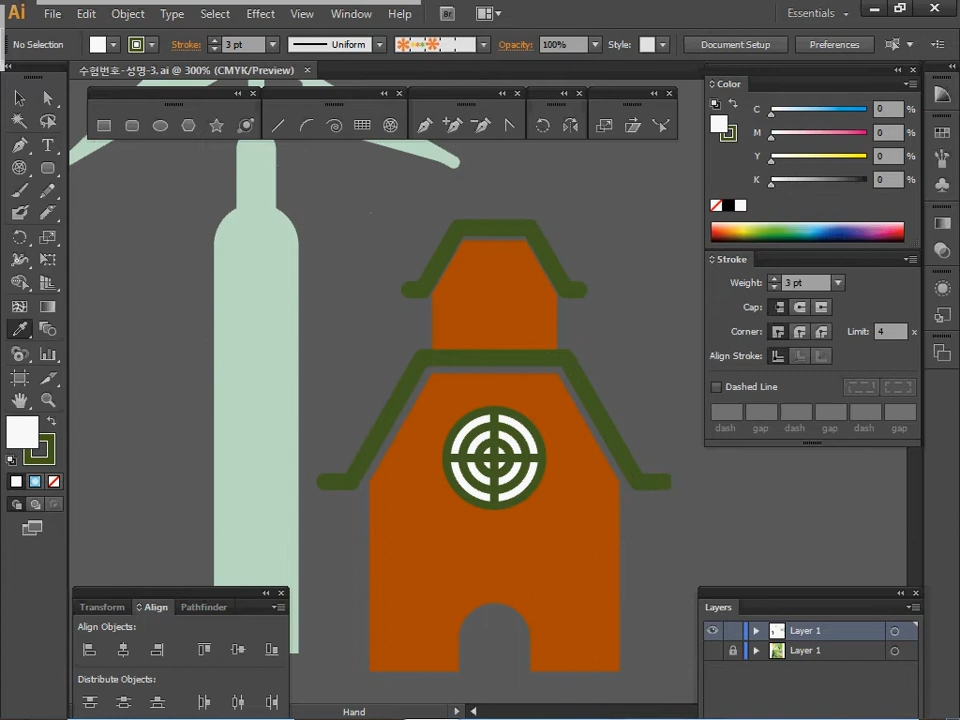 Ai File Edit Object Type Select Effect View Window Help Br Essentials
No Selection Stroke: 3 pt Uniform Opacity: 100% Style: Document Setup Preferences
수험번호-성명-3.ai @ 300% (CMYK/Preview)
Color
C 0 %
M 0 %
Y 0 %
K 0 %
Stroke
Weight: 3 pt
Cap:
Corner: Limit: 4 x
Align Stroke:
Dashed Line
dash gap dash gap dash gap
Transform Align Pathfinder
Align Objects:
Distribute Objects:
Layers
Layer 1
Layer 1
Hand